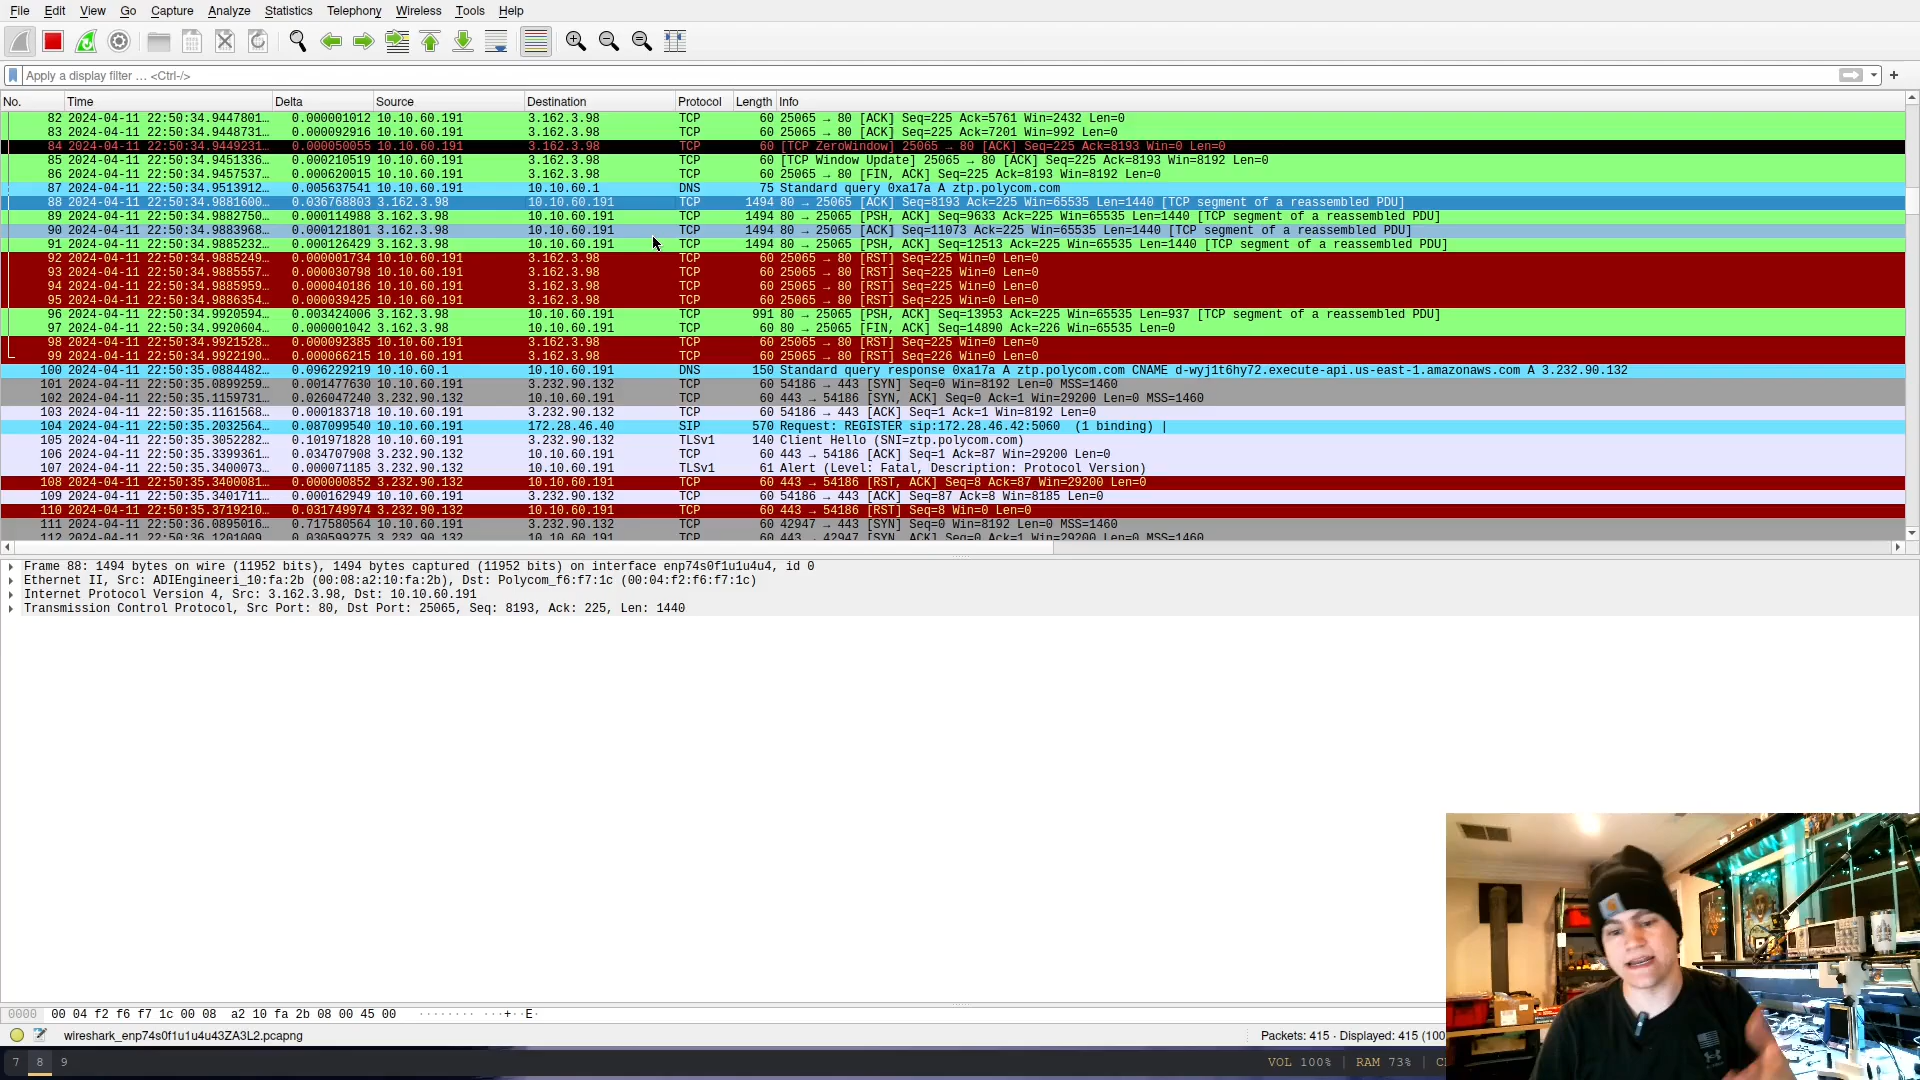 File Edit View Go Capture Analyze Statistics Telephony Wireless Tools Help
Apply a display filter … <Ctrl-/>
No. Time Delta Source Destination Protocol Length Info
82 2024-04-11 22:50:34.9447801… 0.000001012 10.10.60.191 3.162.3.98 TCP 60 25065 → 80 [ACK] Seq=225 Ack=5761 Win=2432 Len=0
83 2024-04-11 22:50:34.9448731… 0.000092916 10.10.60.191 3.162.3.98 TCP 60 25065 → 80 [ACK] Seq=225 Ack=7201 Win=992 Len=0
84 2024-04-11 22:50:34.9449231… 0.000050055 10.10.60.191 3.162.3.98 TCP 60 [TCP ZeroWindow] 25065 → 80 [ACK] Seq=225 Ack=8193 Win=0 Len=0
85 2024-04-11 22:50:34.9451336… 0.000210519 10.10.60.191 3.162.3.98 TCP 60 [TCP Window Update] 25065 → 80 [ACK] Seq=225 Ack=8193 Win=8192 Len=0
86 2024-04-11 22:50:34.9457537… 0.000620015 10.10.60.191 3.162.3.98 TCP 60 25065 → 80 [FIN, ACK] Seq=225 Ack=8193 Win=8192 Len=0
87 2024-04-11 22:50:34.9513912… 0.005637541 10.10.60.191 10.10.60.1 DNS 75 Standard query 0xa17a A ztp.polycom.com
88 2024-04-11 22:50:34.9881600… 0.036768803 3.162.3.98 10.10.60.191 TCP 1494 80 → 25065 [ACK] Seq=8193 Ack=225 Win=65535 Len=1440 [TCP segment of a reassembled PDU]
89 2024-04-11 22:50:34.9882750… 0.000114988 3.162.3.98 10.10.60.191 TCP 1494 80 → 25065 [PSH, ACK] Seq=9633 Ack=225 Win=65535 Len=1440 [TCP segment of a reassembled PDU]
90 2024-04-11 22:50:34.9883968… 0.000121801 3.162.3.98 10.10.60.191 TCP 1494 80 → 25065 [ACK] Seq=11073 Ack=225 Win=65535 Len=1440 [TCP segment of a reassembled PDU]
91 2024-04-11 22:50:34.9885232… 0.000126429 3.162.3.98 10.10.60.191 TCP 1494 80 → 25065 [PSH, ACK] Seq=12513 Ack=225 Win=65535 Len=1440 [TCP segment of a reassembled PDU]
92 2024-04-11 22:50:34.9885249… 0.000001734 10.10.60.191 3.162.3.98 TCP 60 25065 → 80 [RST] Seq=225 Win=0 Len=0
93 2024-04-11 22:50:34.9885557… 0.000030798 10.10.60.191 3.162.3.98 TCP 60 25065 → 80 [RST] Seq=225 Win=0 Len=0
94 2024-04-11 22:50:34.9885959… 0.000040186 10.10.60.191 3.162.3.98 TCP 60 25065 → 80 [RST] Seq=225 Win=0 Len=0
95 2024-04-11 22:50:34.9886354… 0.000039425 10.10.60.191 3.162.3.98 TCP 60 25065 → 80 [RST] Seq=225 Win=0 Len=0
96 2024-04-11 22:50:34.9920594… 0.003424006 3.162.3.98 10.10.60.191 TCP 991 80 → 25065 [PSH, ACK] Seq=13953 Ack=225 Win=65535 Len=937 [TCP segment of a reassembled PDU]
97 2024-04-11 22:50:34.9920604… 0.000001042 3.162.3.98 10.10.60.191 TCP 60 80 → 25065 [FIN, ACK] Seq=14890 Ack=226 Win=65535 Len=0
98 2024-04-11 22:50:34.9921528… 0.000092385 10.10.60.191 3.162.3.98 TCP 60 25065 → 80 [RST] Seq=225 Win=0 Len=0
99 2024-04-11 22:50:34.9922190… 0.000066215 10.10.60.191 3.162.3.98 TCP 60 25065 → 80 [RST] Seq=226 Win=0 Len=0
100 2024-04-11 22:50:35.0884482… 0.096229219 10.10.60.1 10.10.60.191 DNS 150 Standard query response 0xa17a A ztp.polycom.com CNAME d-wyj1t6hy72.execute-api.us-east-1.amazonaws.com A 3.232.90.132
101 2024-04-11 22:50:35.0899259… 0.001477630 10.10.60.191 3.232.90.132 TCP 60 54186 → 443 [SYN] Seq=0 Win=8192 Len=0 MSS=1460
102 2024-04-11 22:50:35.1159731… 0.026047240 3.232.90.132 10.10.60.191 TCP 60 443 → 54186 [SYN, ACK] Seq=0 Ack=1 Win=29200 Len=0 MSS=1460
103 2024-04-11 22:50:35.1161568… 0.000183718 10.10.60.191 3.232.90.132 TCP 60 54186 → 443 [ACK] Seq=1 Ack=1 Win=8192 Len=0
104 2024-04-11 22:50:35.2032564… 0.087099540 10.10.60.191 172.28.46.40 SIP 570 Request: REGISTER sip:172.28.46.42:5060 (1 binding) |
105 2024-04-11 22:50:35.3052282… 0.101971828 10.10.60.191 3.232.90.132 TLSv1 140 Client Hello (SNI=ztp.polycom.com)
106 2024-04-11 22:50:35.3399361… 0.034707908 3.232.90.132 10.10.60.191 TCP 60 443 → 54186 [ACK] Seq=1 Ack=87 Win=29200 Len=0
107 2024-04-11 22:50:35.3400073… 0.000071185 3.232.90.132 10.10.60.191 TLSv1 61 Alert (Level: Fatal, Description: Protocol Version)
108 2024-04-11 22:50:35.3400081… 0.000000852 3.232.90.132 10.10.60.191 TCP 60 443 → 54186 [RST, ACK] Seq=8 Ack=87 Win=29200 Len=0
109 2024-04-11 22:50:35.3401711… 0.000162949 10.10.60.191 3.232.90.132 TCP 60 54186 → 443 [ACK] Seq=87 Ack=8 Win=8185 Len=0
110 2024-04-11 22:50:35.3719210… 0.031749974 3.232.90.132 10.10.60.191 TCP 60 443 → 54186 [RST] Seq=8 Win=0 Len=0
111 2024-04-11 22:50:36.0895016… 0.717580564 10.10.60.191 3.232.90.132 TCP 60 42947 → 443 [SYN] Seq=0 Win=8192 Len=0 MSS=1460
112 2024-04-11 22:50:36.1201009… 0.030599275 3.232.90.132 10.10.60.191 TCP 60 443 → 42947 [SYN, ACK] Seq=0 Ack=1 Win=29200 Len=0 MSS=1460
Frame 88: 1494 bytes on wire (11952 bits), 1494 bytes captured (11952 bits) on interface enp74s0f1u1u4u4, id 0
Ethernet II, Src: ADIEngineeri_10:fa:2b (00:08:a2:10:fa:2b), Dst: Polycom_f6:f7:1c (00:04:f2:f6:f7:1c)
Internet Protocol Version 4, Src: 3.162.3.98, Dst: 10.10.60.191
Transmission Control Protocol, Src Port: 80, Dst Port: 25065, Seq: 8193, Ack: 225, Len: 1440
0000 00 04 f2 f6 f7 1c 00 08 a2 10 fa 2b 08 00 45 00 ········ ···+··E·
wireshark_enp74s0f1u1u4u43ZA3L2.pcapng Packets: 415 · Displayed: 415 (100
7 8 9 VOL 100% | RAM 73% |